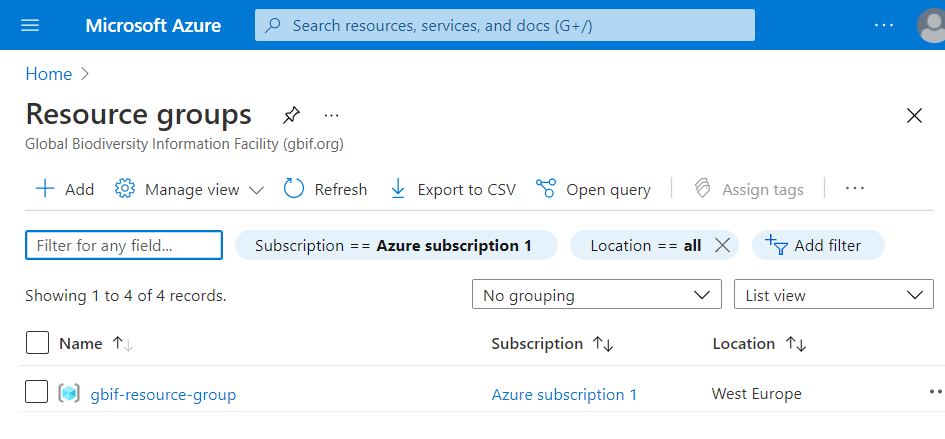 Microsoft Azure
Search resources, services, and docs (G+/)
Home
Resource groups
Global Biodiversity Information Facility (gbif.org)
Add Manage view Refresh Export to CSV Open query Assign tags
Filter for any field... Subscription == Azure subscription 1 Location == all Add filter
Showing 1 to 4 of 4 records. No grouping List view
Name Subscription Location
gbif-resource-group Azure subscription 1 West Europe